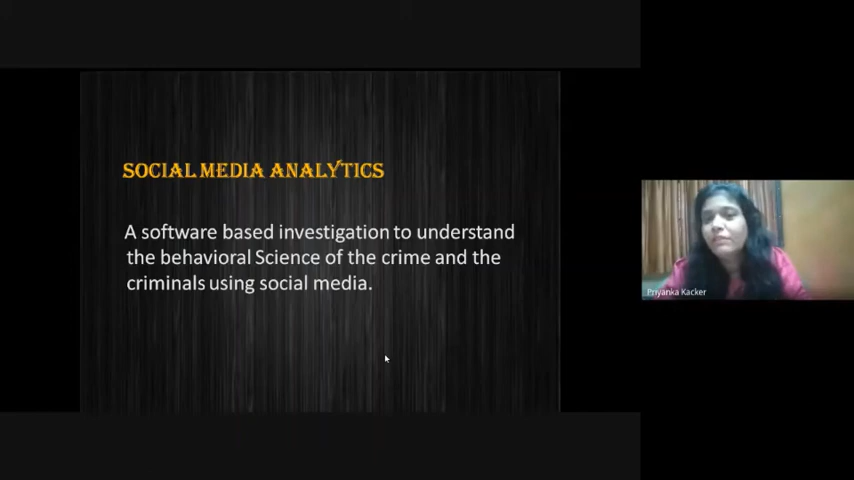 SOCIAL MEDIA ANALYTICS
A software based investigation to understand
the behavioral Science of the crime and the
criminals using social media.
Priyanka Kacker